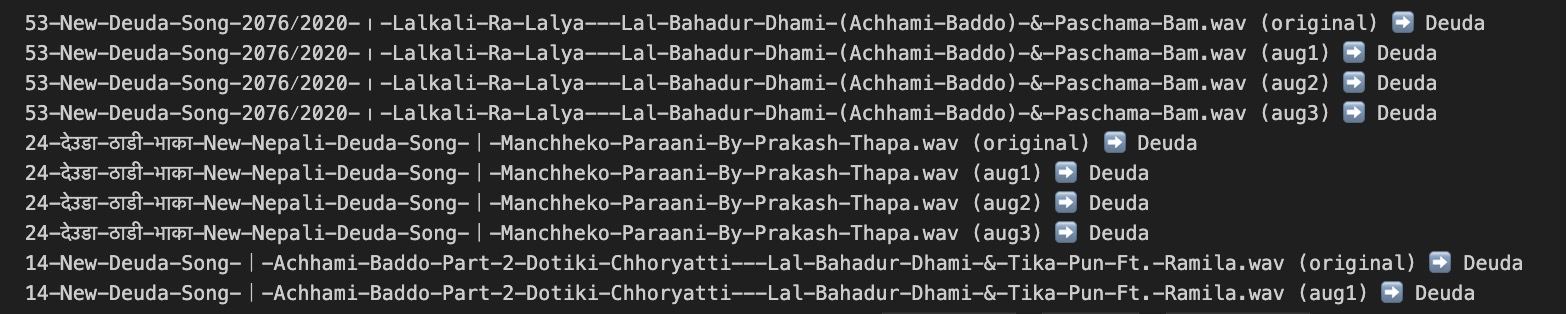 53-New-Deuda-Song-2076⧸2020-।-Lalkali-Ra-Lalya---Lal-Bahadur-Dhami-(Achhami-Baddo)-&-Paschama-Bam.wav (original) ➡️ Deuda
53-New-Deuda-Song-2076⧸2020-।-Lalkali-Ra-Lalya---Lal-Bahadur-Dhami-(Achhami-Baddo)-&-Paschama-Bam.wav (aug1) ➡️ Deuda
53-New-Deuda-Song-2076⧸2020-।-Lalkali-Ra-Lalya---Lal-Bahadur-Dhami-(Achhami-Baddo)-&-Paschama-Bam.wav (aug2) ➡️ Deuda
53-New-Deuda-Song-2076⧸2020-।-Lalkali-Ra-Lalya---Lal-Bahadur-Dhami-(Achhami-Baddo)-&-Paschama-Bam.wav (aug3) ➡️ Deuda
24-देउडा-ठाडी-भाका-New-Nepali-Deuda-Song-｜-Manchheko-Paraani-By-Prakash-Thapa.wav (original) ➡️ Deuda
24-देउडा-ठाडी-भाका-New-Nepali-Deuda-Song-｜-Manchheko-Paraani-By-Prakash-Thapa.wav (aug1) ➡️ Deuda
24-देउडा-ठाडी-भाका-New-Nepali-Deuda-Song-｜-Manchheko-Paraani-By-Prakash-Thapa.wav (aug2) ➡️ Deuda
24-देउडा-ठाडी-भाका-New-Nepali-Deuda-Song-｜-Manchheko-Paraani-By-Prakash-Thapa.wav (aug3) ➡️ Deuda
14-New-Deuda-Song-｜-Achhami-Baddo-Part-2-Dotiki-Chhoryatti---Lal-Bahadur-Dhami-&-Tika-Pun-Ft.-Ramila.wav (original) ➡️ Deuda
14-New-Deuda-Song-｜-Achhami-Baddo-Part-2-Dotiki-Chhoryatti---Lal-Bahadur-Dhami-&-Tika-Pun-Ft.-Ramila.wav (aug1) ➡️ Deuda